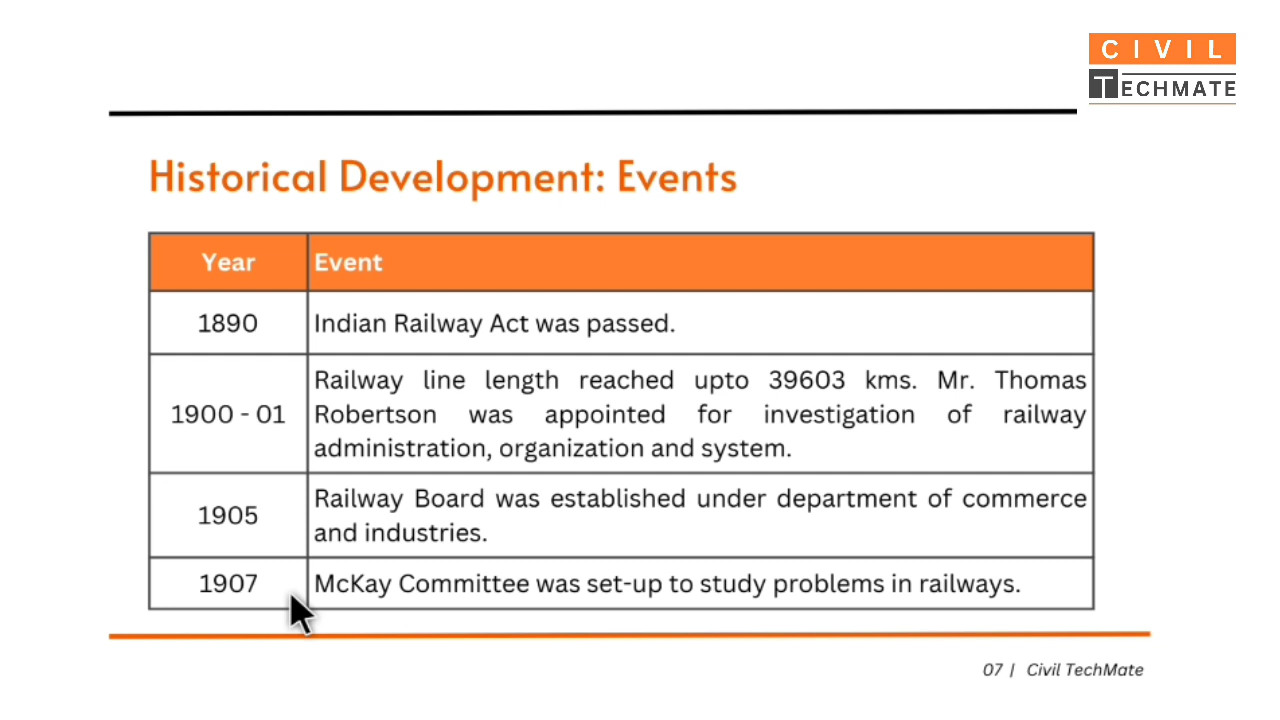 CIVIL
TECHMATE
Historical Development: Events
Year Event
1890 Indian Railway Act was passed.
1900 - 01 Railway line length reached upto 39603 kms. Mr. Thomas
Robertson was appointed for investigation of railway
administration, organization and system.
1905 Railway Board was established under department of commerce
and industries.
1907 McKay Committee was set-up to study problems in railways.
07 | Civil TechMate